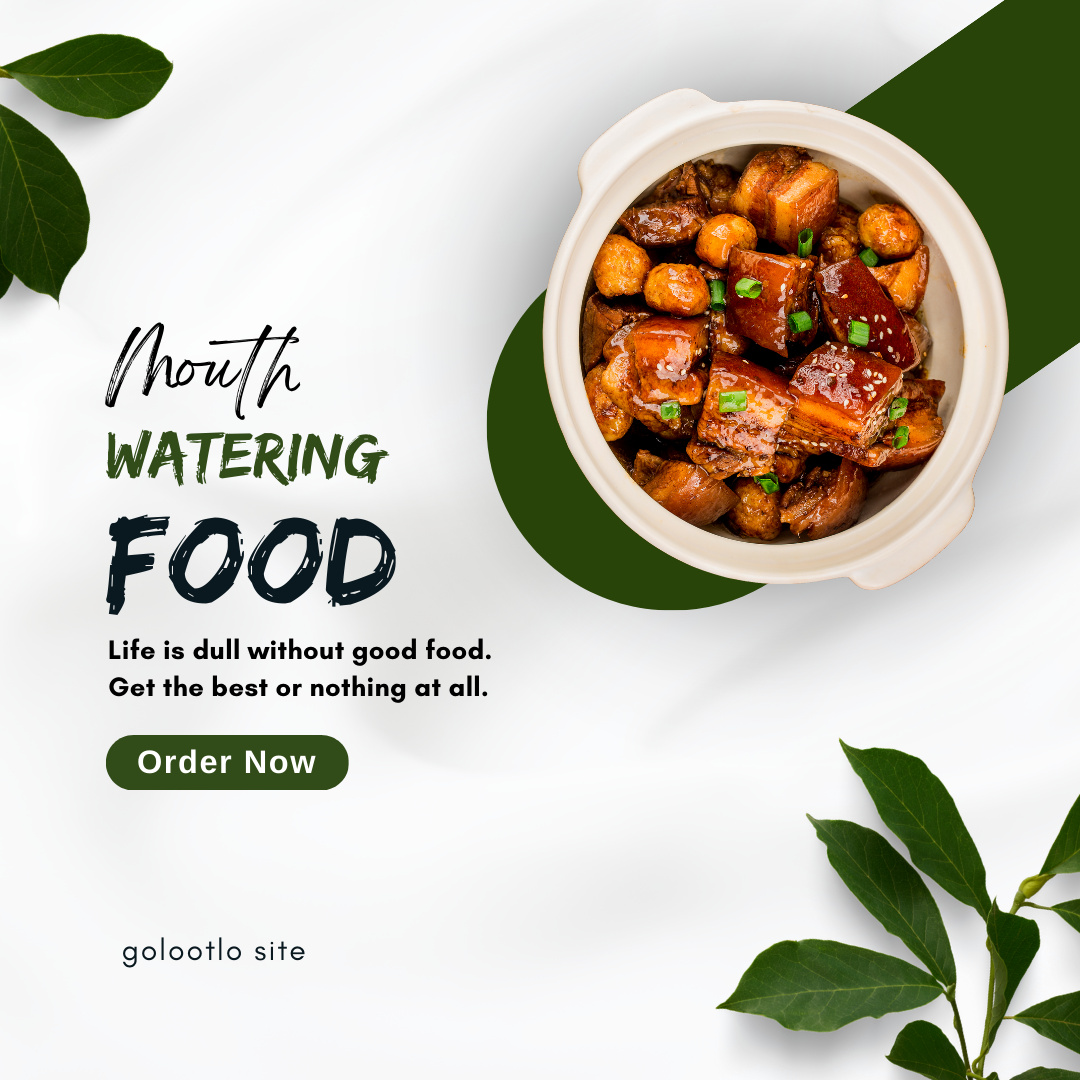 Mouth
WATERING
FOOD
Life is dull without good food.
Get the best or nothing at all.
Order Now
golootlo site